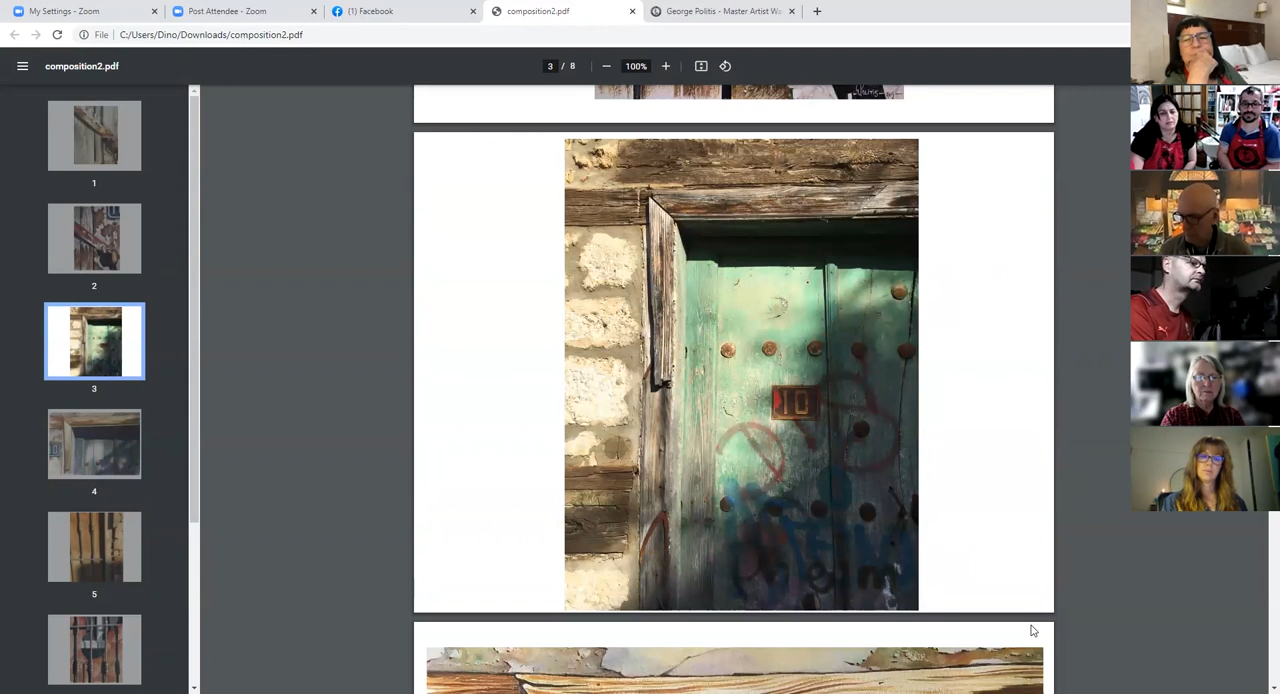 My Settings - Zoom
Post Attendee - Zoom
(1) Facebook
composition2.pdf
George Politis - Master Artist Wa
File
C:/Users/Dino/Downloads/composition2.pdf
composition2.pdf
3 / 8
100%
1
2
3
4
5
10